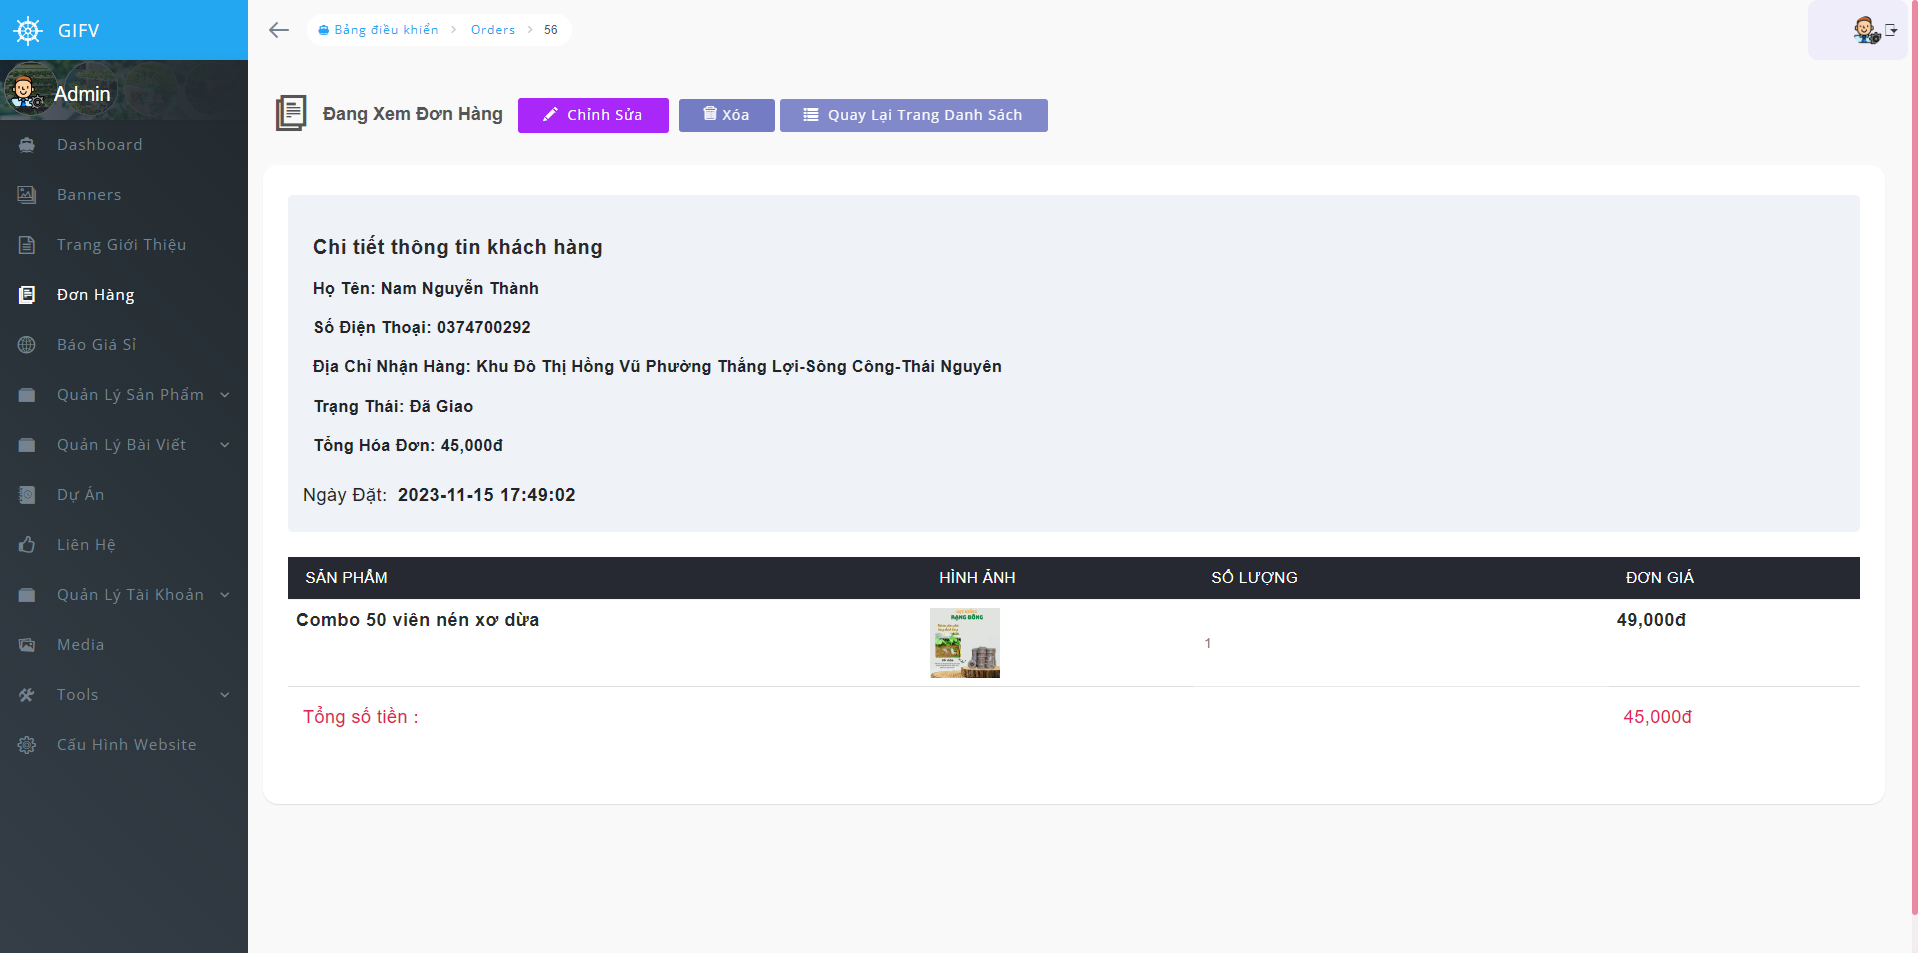 GIFV
Bảng điều khiển
Orders
56
Admin
Dashboard
Banners
Trang Giới Thiệu
Đơn Hàng
Báo Giá Sỉ
Quản Lý Sản Phẩm
Quản Lý Bài Viết
Dự Án
Liên Hệ
Quản Lý Tài Khoản
Media
Tools
Cấu Hình Website
Đang Xem Đơn Hàng
Chỉnh Sửa
Xóa
Quay Lại Trang Danh Sách
Chi tiết thông tin khách hàng
Họ Tên: Nam Nguyễn Thành
Số Điện Thoại: 0374700292
Địa Chỉ Nhận Hàng: Khu Đô Thị Hồng Vũ Phường Thắng Lợi-Sông Công-Thái Nguyên
Trạng Thái: Đã Giao
Tổng Hóa Đơn: 45,000đ
Ngày Đặt: 2023-11-15 17:49:02
SẢN PHẨM HÌNH ẢNH SỐ LƯỢNG ĐƠN GIÁ
Combo 50 viên nén xơ dừa
RẠNG ĐÔNG
1
49,000đ
Tổng số tiền : 45,000đ